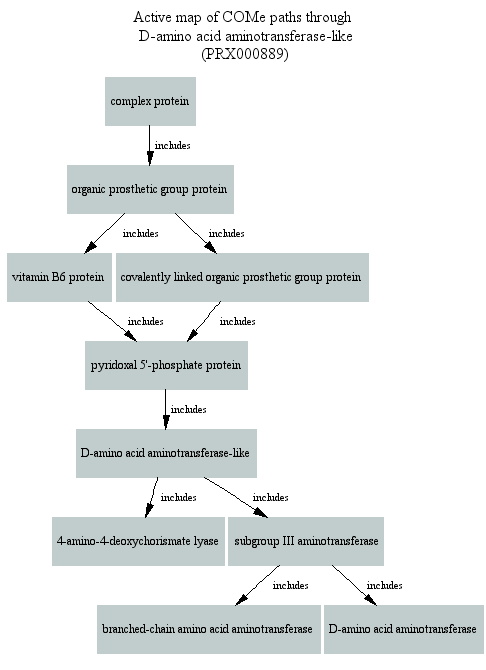 Active map of COMe paths through
D-amino acid aminotransferase-like
(PRX000889)
complex protein
includes
organic prosthetic group protein
includes includes
vitamin B6 protein covalently linked organic prosthetic group protein
includes includes
pyridoxal 5'-phosphate protein
includes
D-amino acid aminotransferase-like
includes includes
4-amino-4-deoxychorismate lyase subgroup III aminotransferase
includes includes
branched-chain amino acid aminotransferase D-amino acid aminotransferase